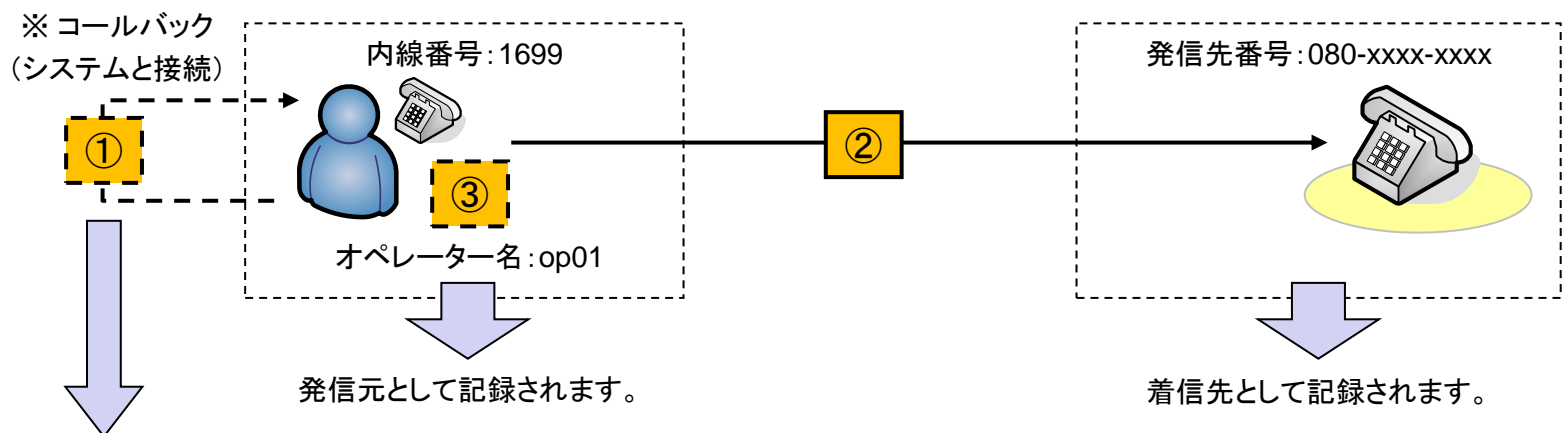 ※ コールバック
（システムと接続）
内線番号：1699
発信先番号：080-xxxx-xxxx
①
②
③
オペレーター名：op01
発信元として記録されます。
着信先として記録されます。